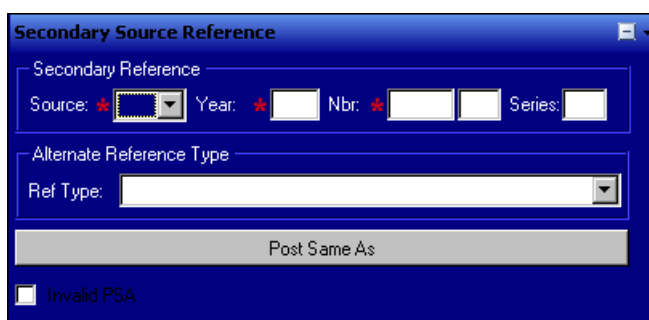 Secondary Source Reference
Secondary Reference
Source: * Year: * Nbr: * Series:
Alternate Reference Type
Ref Type:
Post Same As
Invalid PSA